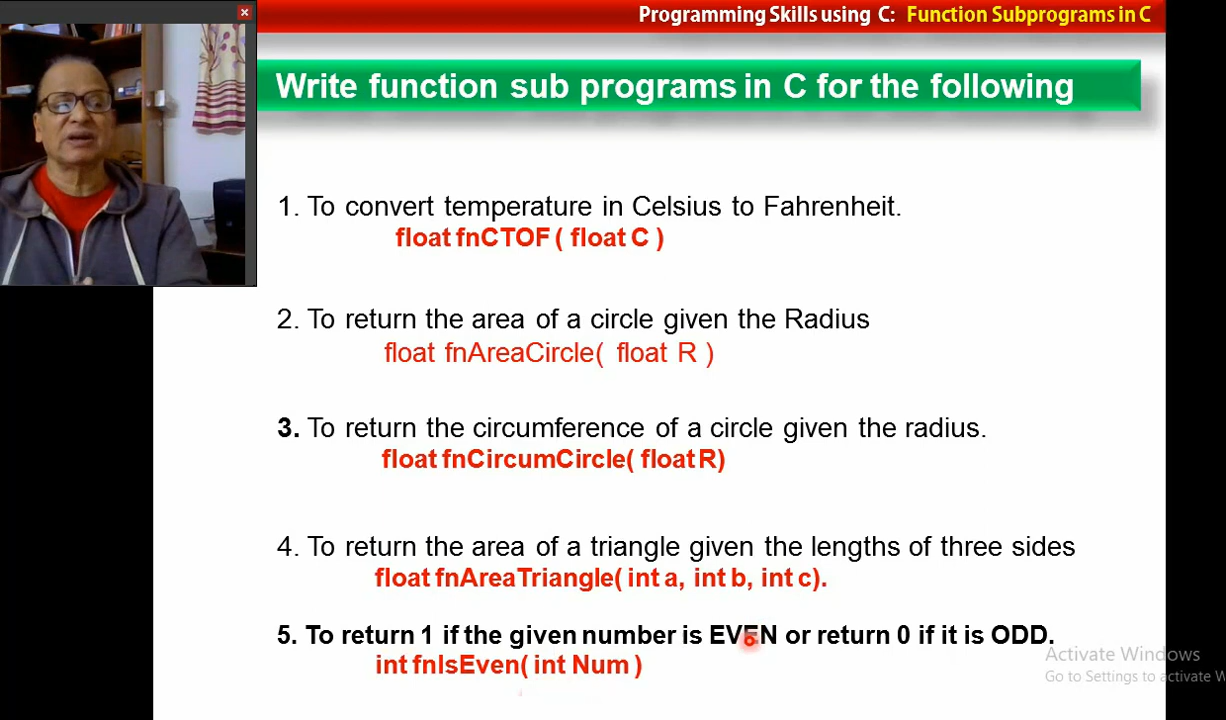 Programming Skills using C: Function Subprograms in C
Write function sub programs in C for the following
1. To convert temperature in Celsius to Fahrenheit.
float fnCTOF ( float C )
2. To return the area of a circle given the Radius
float fnAreaCircle( float R )
3. To return the circumference of a circle given the radius.
float fnCircumCircle( float R)
4. To return the area of a triangle given the lengths of three sides
float fnAreaTriangle( int a, int b, int c).
5. To return 1 if the given number is EVEN or return 0 if it is ODD.
int fnIsEven( int Num )
Activate Windows
Go to Settings to activate W